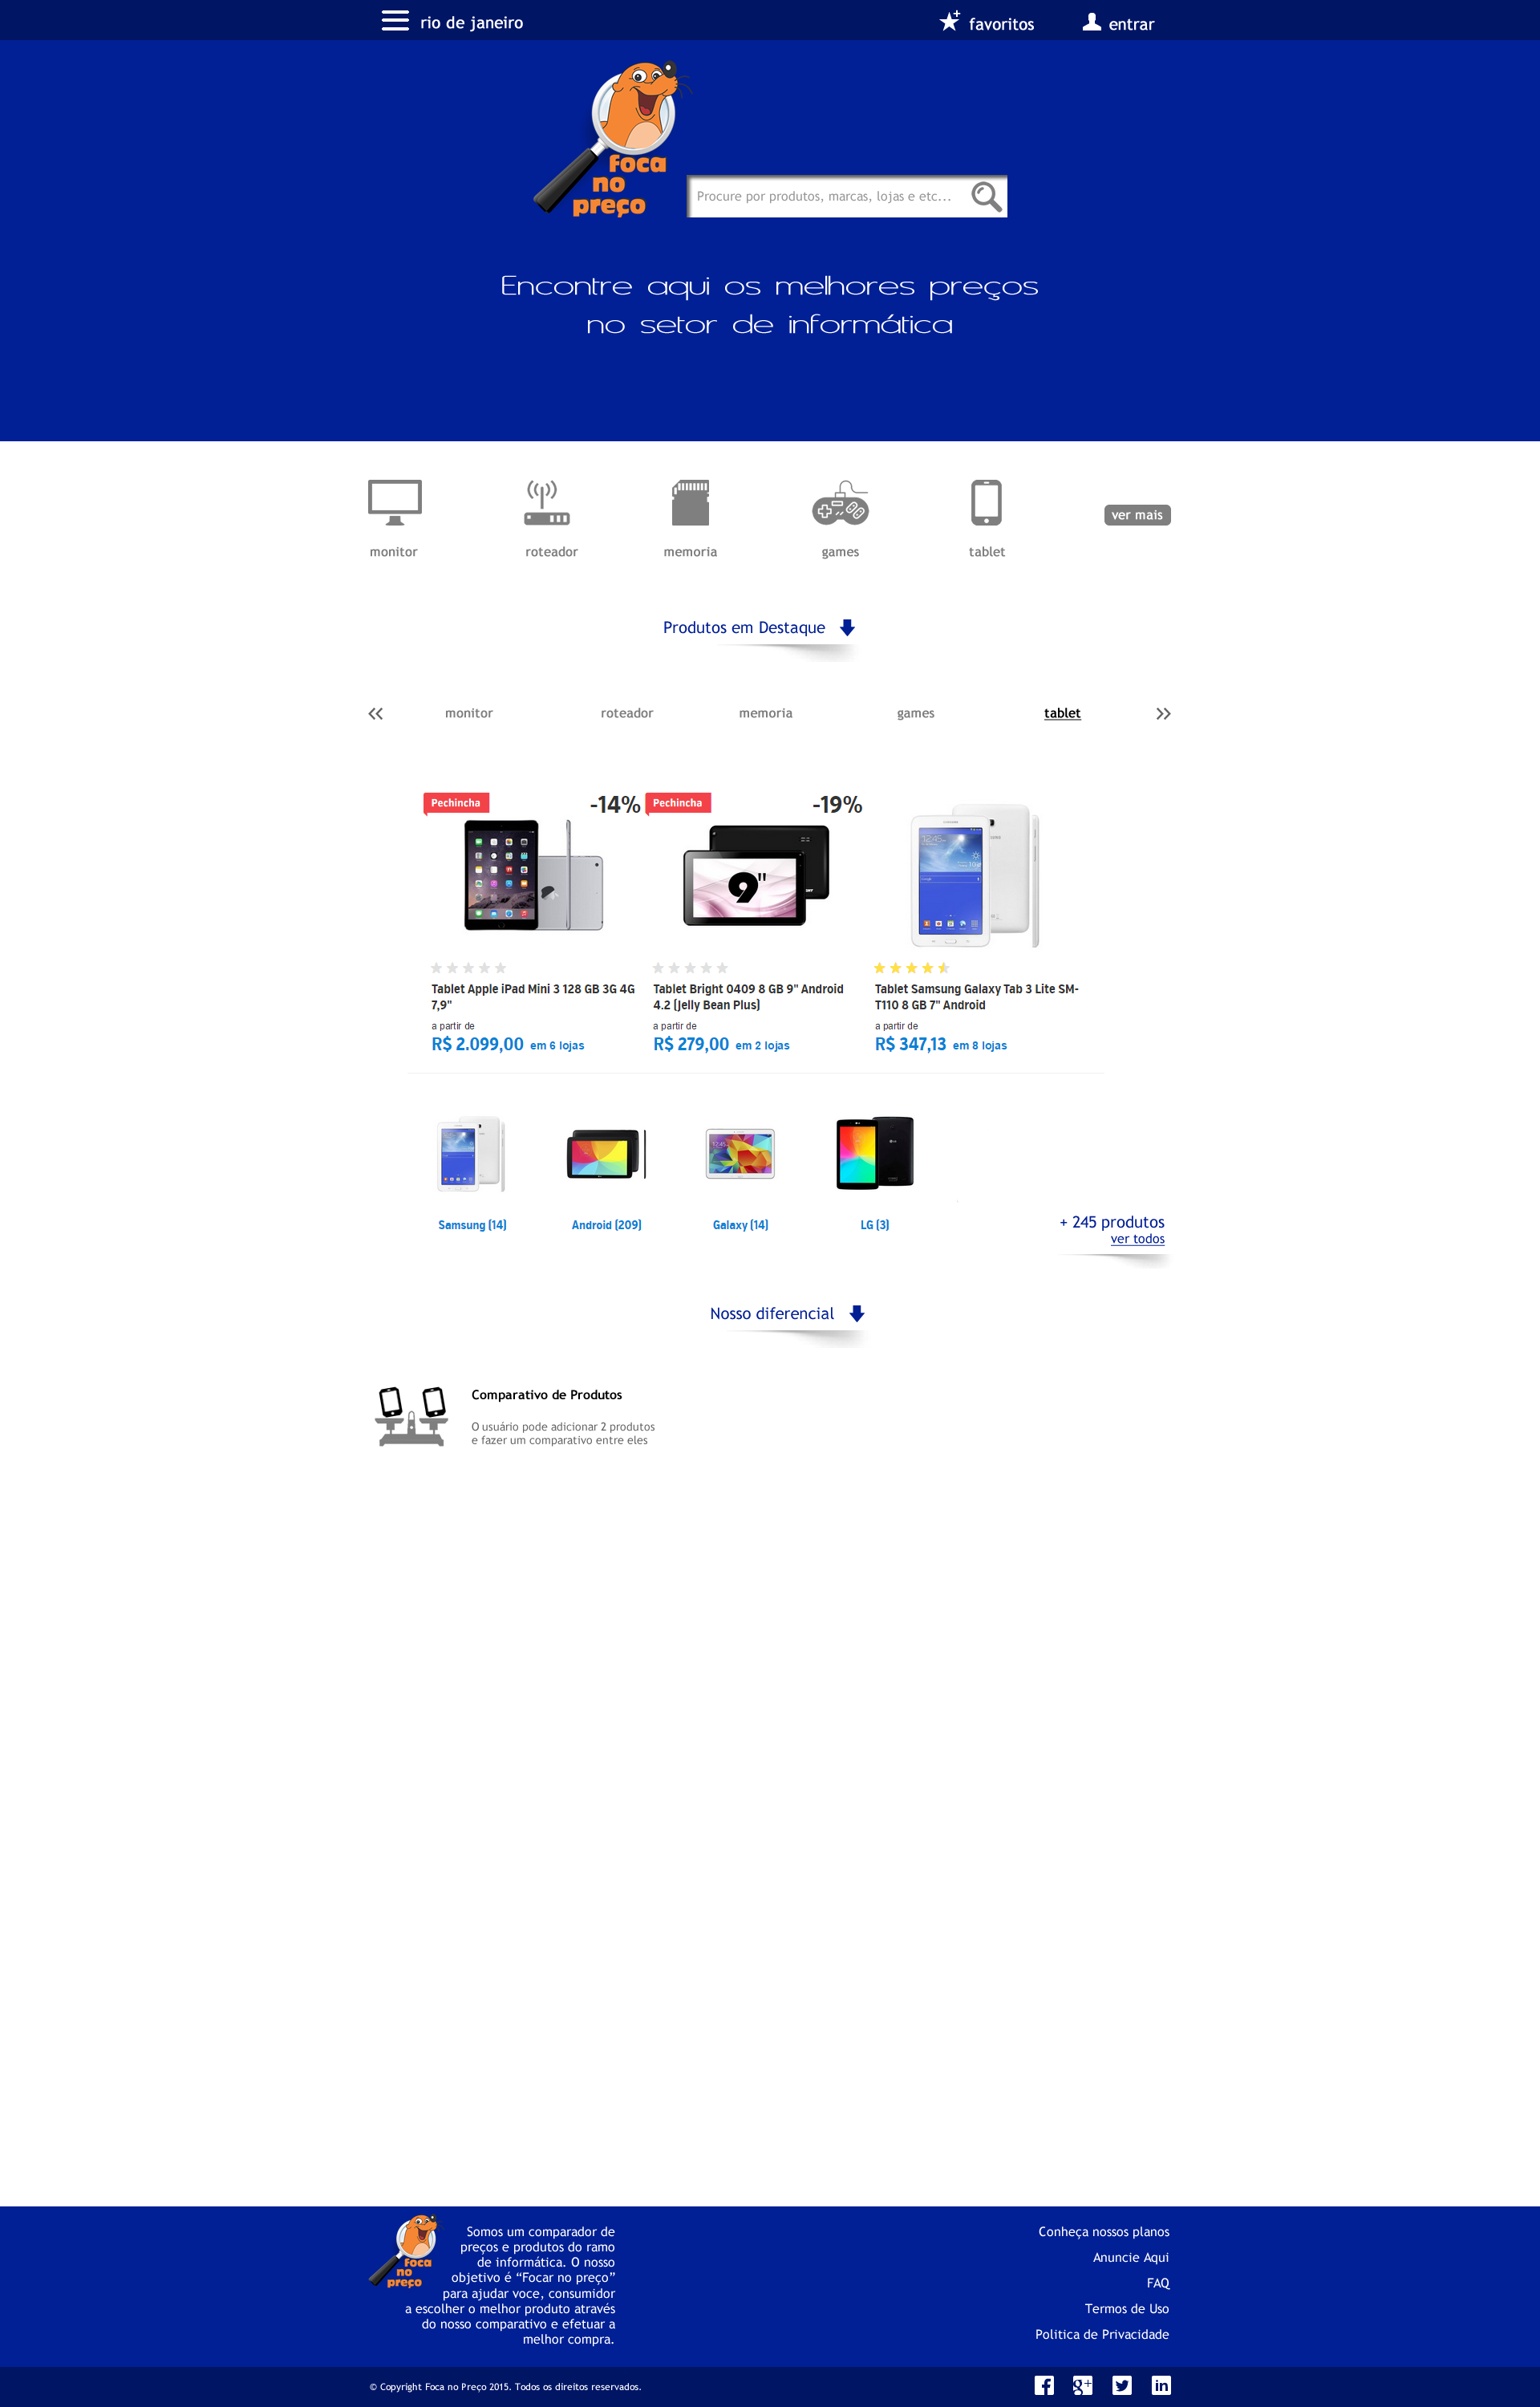 rio de janeiro
favoritos
entrar
foca
no
preço
Procure por produtos, marcas, lojas e etc...
Encontre aqui os melhores preços
no setor de informática
monitor
roteador
memoria
games
tablet
ver mais
Produtos em Destaque
monitor
roteador
memoria
games
tablet
Pechincha
-14%
Pechincha
-19%
9"
Tablet Apple iPad Mini 3 128 GB 3G 4G
7,9"
a partir de
R$ 2.099,00 em 6 lojas
Tablet Bright 0409 8 GB 9" Android
4.2 (Jelly Bean Plus)
a partir de
R$ 279,00 em 2 lojas
Tablet Samsung Galaxy Tab 3 Lite SM-
T110 8 GB 7" Android
a partir de
R$ 347,13 em 8 lojas
Samsung (14)
Android (209)
Galaxy (14)
LG (3)
+ 245 produtos
ver todos
Nosso diferencial
Comparativo de Produtos
O usuário pode adicionar 2 produtos
e fazer um comparativo entre eles
foca
no
preço
Somos um comparador de
preços e produtos do ramo
de informática. O nosso
objetivo é “Focar no preço”
para ajudar voce, consumidor
a escolher o melhor produto através
do nosso comparativo e efetuar a
melhor compra.
Conheça nossos planos
Anuncie Aqui
FAQ
Termos de Uso
Politica de Privacidade
© Copyright Foca no Preço 2015. Todos os direitos reservados.